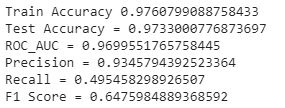 Train Accuracy 0.9760799088758433
Test Accuracy = 0.9733000776873697
ROC_AUC = 0.9699551765758445
Precision = 0.9345794392523364
Recall = 0.495458298926507
F1 Score = 0.6475984889368592